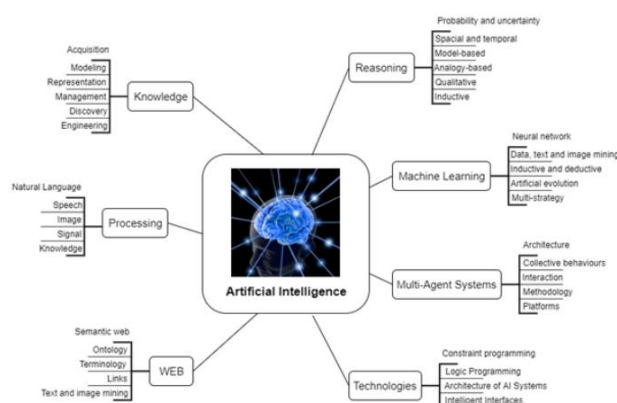 Acquisition
Modeling
Representation
Management
Discovery
Engineering
Knowledge
Probability and uncertainty
Spacial and temporal
Model-based
Analogy-based
Qualitative
Inductive
Reasoning
Natural Language
Speech
Image
Signal
Knowledge
Processing
Artificial Intelligence
Neural network
Data, text and image mining
Inductive and deductive
Artificial evolution
Multi-strategy
Machine Learning
Architecture
Collective behaviours
Interaction
Methodology
Platforms
Multi-Agent Systems
Semantic web
Ontology
Terminology
Links
Text and image mining
WEB
Constraint programming
Logic Programming
Architecture of AI Systems
Intelligent Interfaces
Technologies